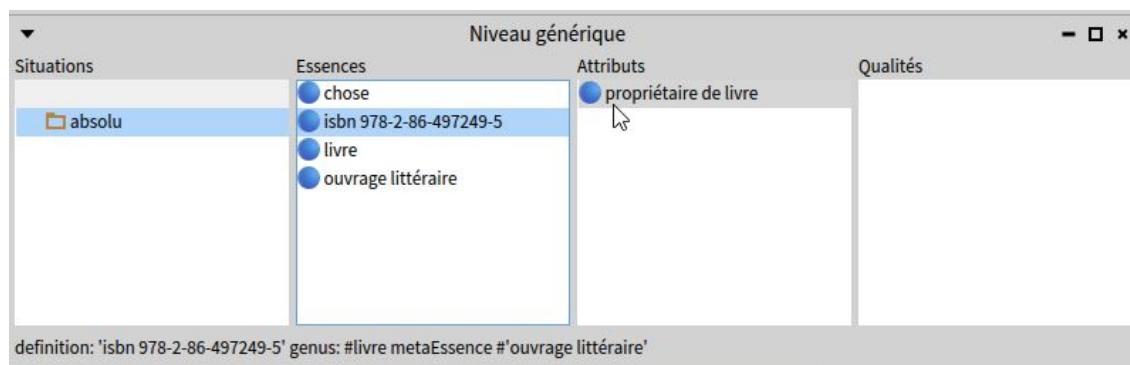 Niveau générique
Situations Essences Attributs Qualités
chose propriétaire de livre
absolu isbn 978-2-86-497249-5
livre
ouvrage littéraire
definition: 'isbn 978-2-86-497249-5' genus: #livre metaEssence #'ouvrage littéraire'